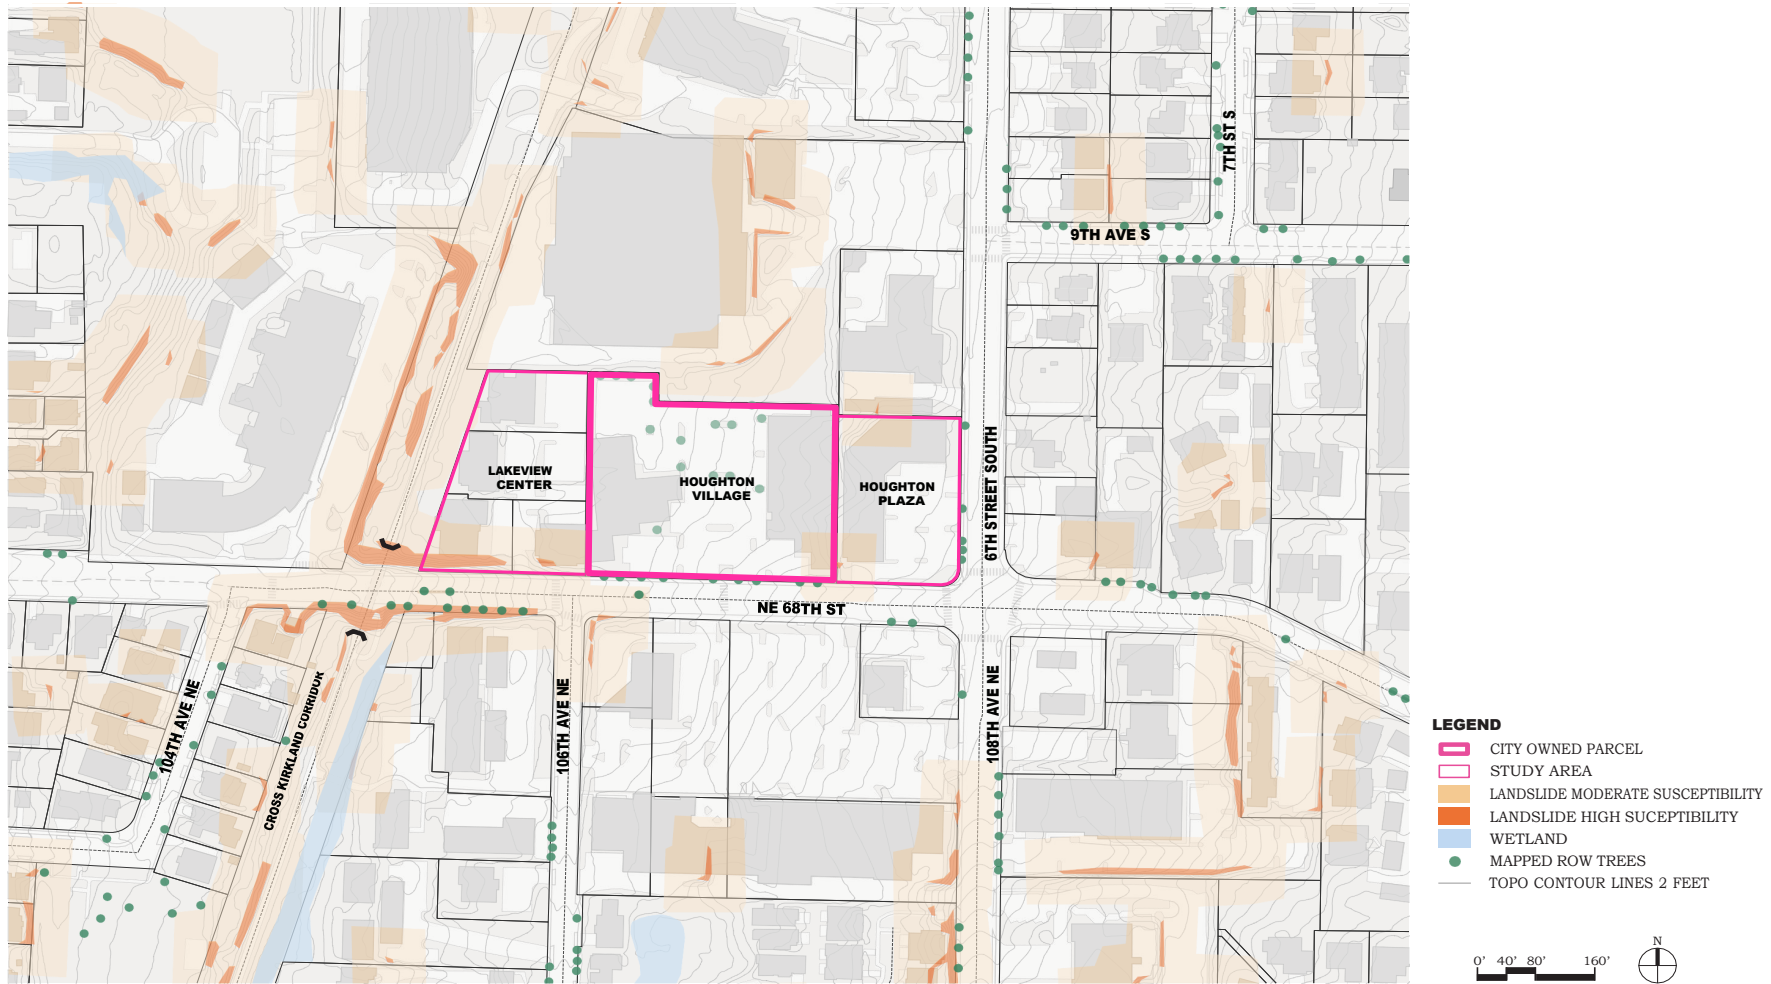 7TH ST S
9TH AVE S
LAKEVIEW
CENTER
HOUGHTON
VILLAGE
HOUGHTON
PLAZA
6TH STREET SOUTH
NE 68TH ST
104TH AVE NE
CROSS KIRKLAND CORRIDOR
106TH AVE NE
108TH AVE NE
LEGEND
CITY OWNED PARCEL
STUDY AREA
LANDSLIDE MODERATE SUSCEPTIBILITY
LANDSLIDE HIGH SUCEPTIBILITY
WETLAND
MAPPED ROW TREES
TOPO CONTOUR LINES 2 FEET
0' 40' 80' 160'
N